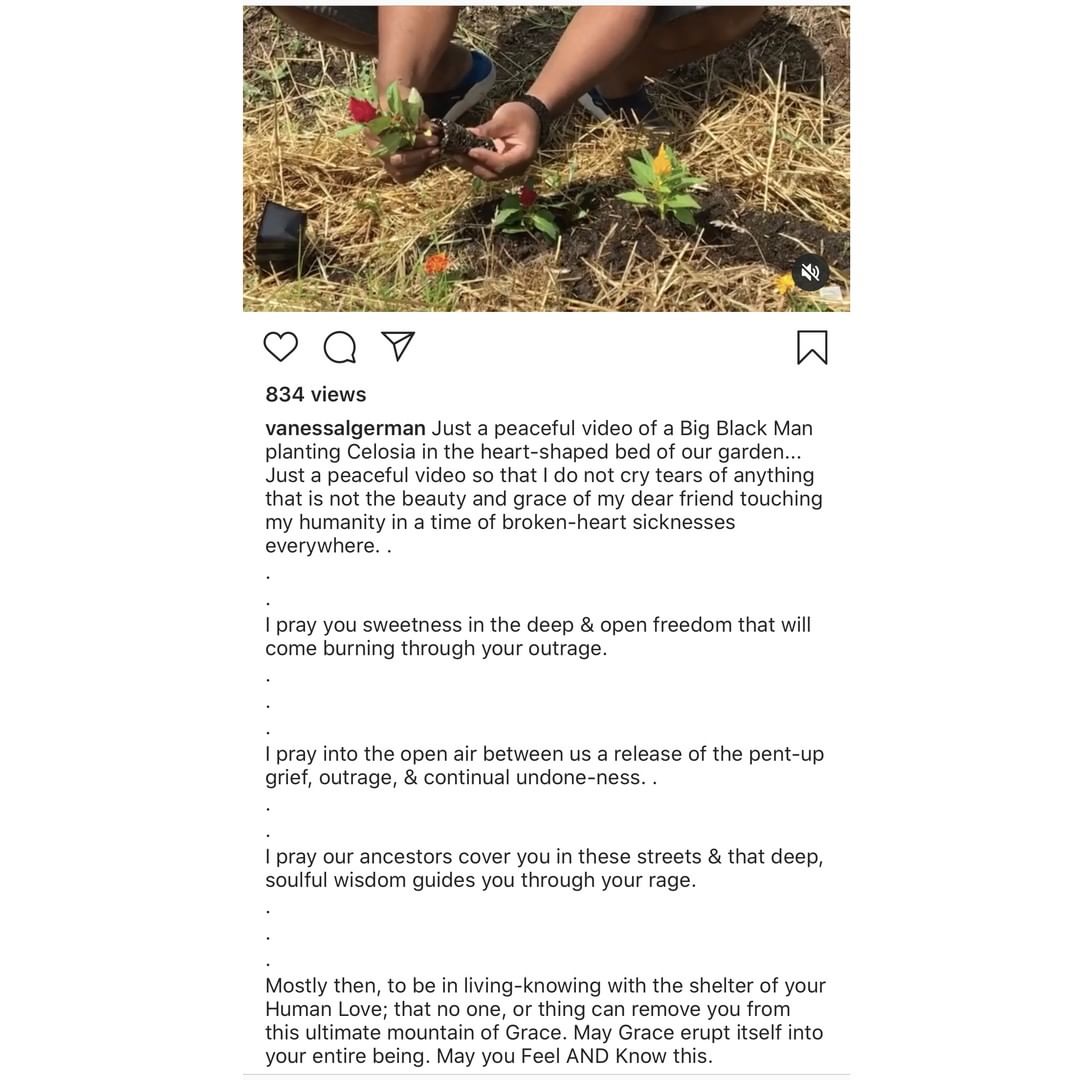 834 views
vanessalgerman Just a peaceful video of a Big Black Man
planting Celosia in the heart-shaped bed of our garden...
Just a peaceful video so that I do not cry tears of anything
that is not the beauty and grace of my dear friend touching
my humanity in a time of broken-heart sicknesses
everywhere. .
.
.
I pray you sweetness in the deep & open freedom that will
come burning through your outrage.
.
.
.
I pray into the open air between us a release of the pent-up
grief, outrage, & continual undone-ness. .
.
.
I pray our ancestors cover you in these streets & that deep,
soulful wisdom guides you through your rage.
.
.
.
Mostly then, to be in living-knowing with the shelter of your
Human Love; that no one, or thing can remove you from
this ultimate mountain of Grace. May Grace erupt itself into
your entire being. May you Feel AND Know this.